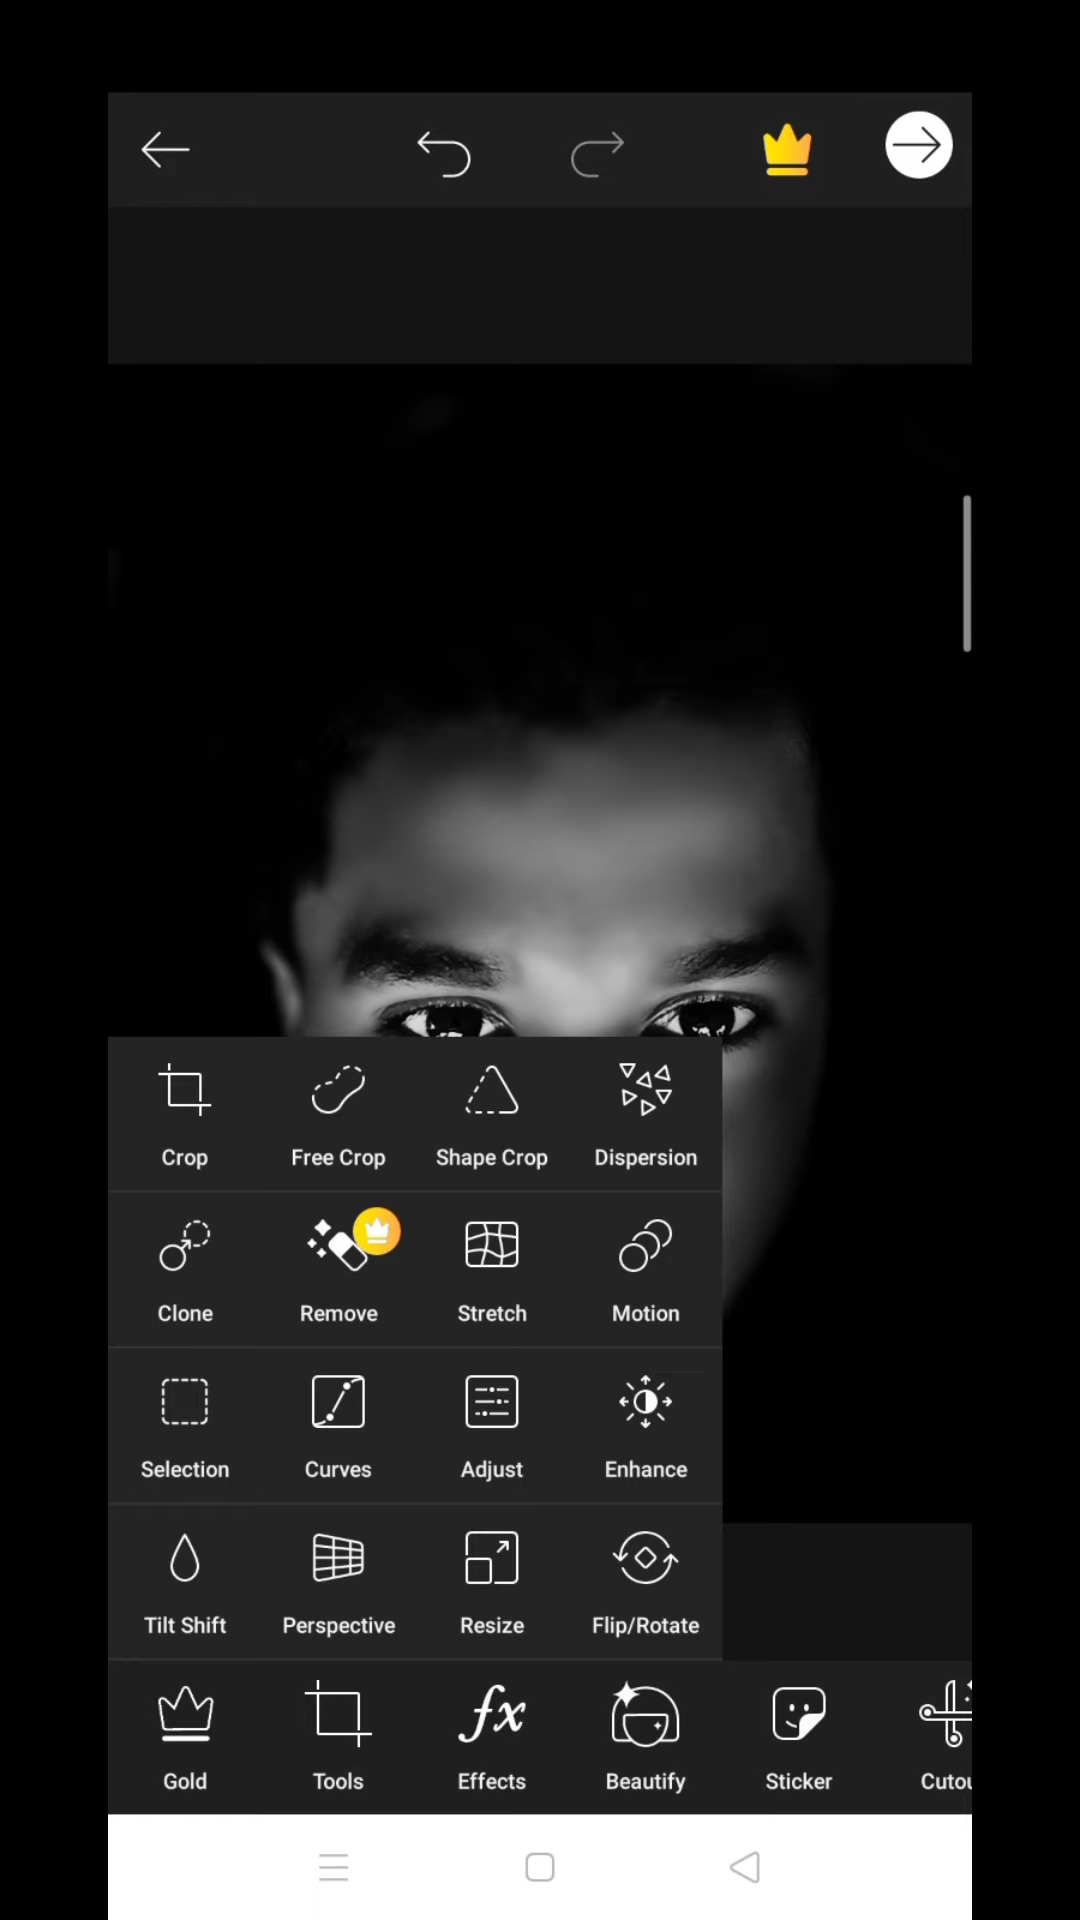 Crop Free Crop Shape Crop Dispersion
Clone Remove Stretch Motion
Selection Curves Adjust Enhance
Tilt Shift Perspective Resize Flip/Rotate
Gold Tools Effects Beautify Sticker Cutou